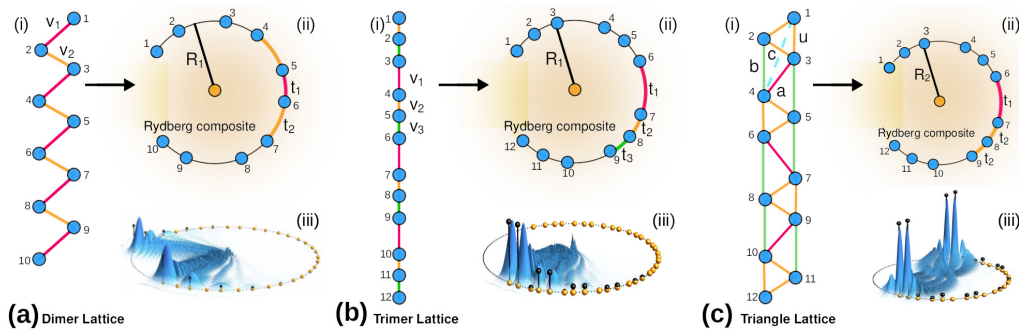 (i)
v1
1
2
v2
3
4
5
6
7
8
9
10
(a) Dimer Lattice
(ii)
1
2
3
4
5
t1
6
t2
7
8
9
10
R1
Rydberg composite
(iii)
(i)
1
2
3
v1
4
v2
5
v3
6
7
8
9
10
11
12
(b) Trimer Lattice
(ii)
1
2
3
4
5
6
t1
7
t2
8
t3
9
10
11
12
R1
Rydberg composite
(iii)
(i)
1
2
u
3
b
c
4
a
5
6
7
8
9
10
11
12
(c) Triangle Lattice
(ii)
1
2
3
4
5
6
t1
7
t2
8
t2
9
10
11
12
R2
Rydberg composite
(iii)